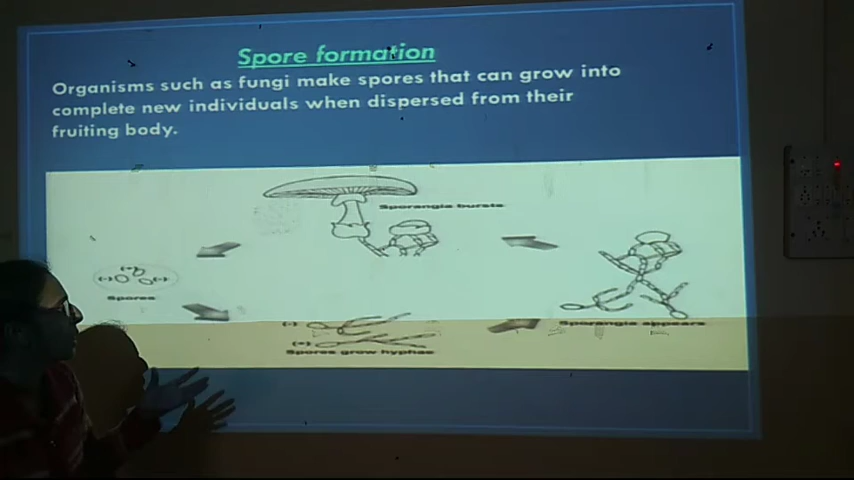 Spore formation
Organisms such as fungi make spores that can grow into
complete new individuals when dispersed from their
fruiting body.
Sporangia bursts
(-) (+) (-)
Spores
Sporangia appears
(-)
(+)
Spores grow hyphae